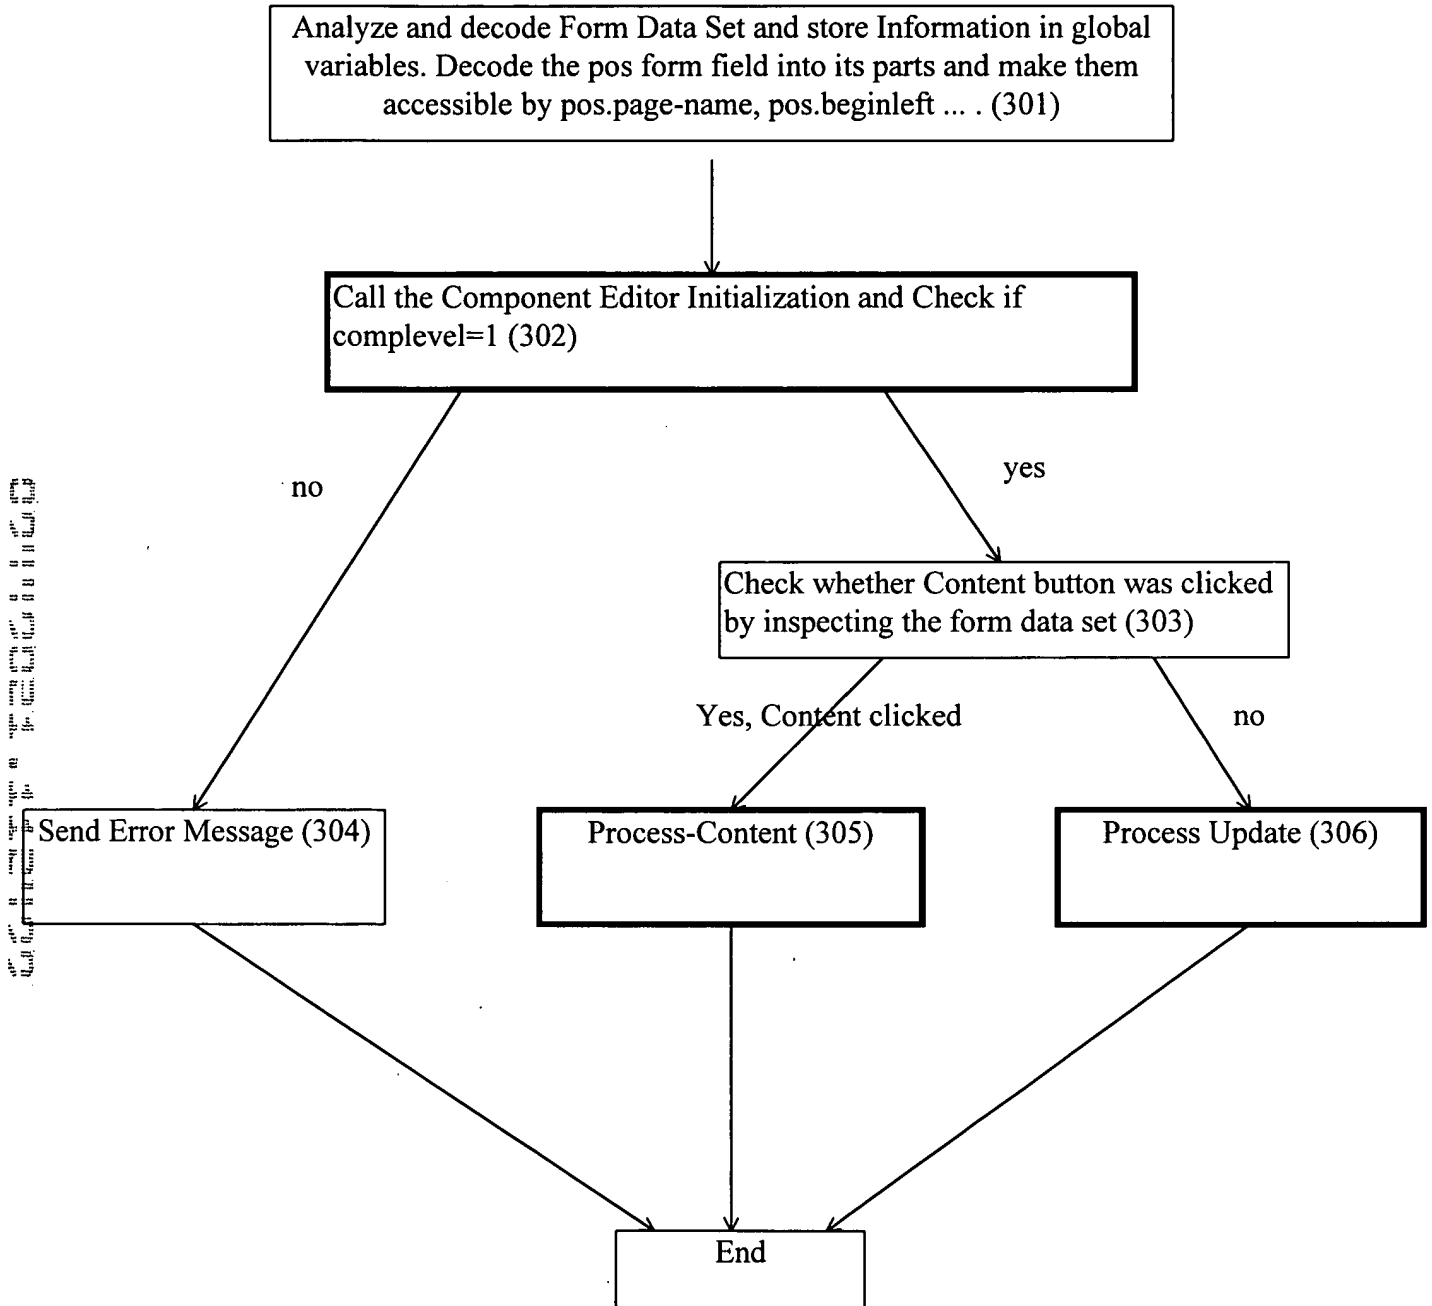 Analyze and decode Form Data Set and store Information in global
variables. Decode the pos form field into its parts and make them
accessible by pos.page-name, pos.beginleft ... . (301)
Call the Component Editor Initialization and Check if
complevel=1 (302)
no
yes
Check whether Content button was clicked
by inspecting the form data set (303)
Yes, Content clicked
no
Send Error Message (304)
Process-Content (305)
Process Update (306)
End